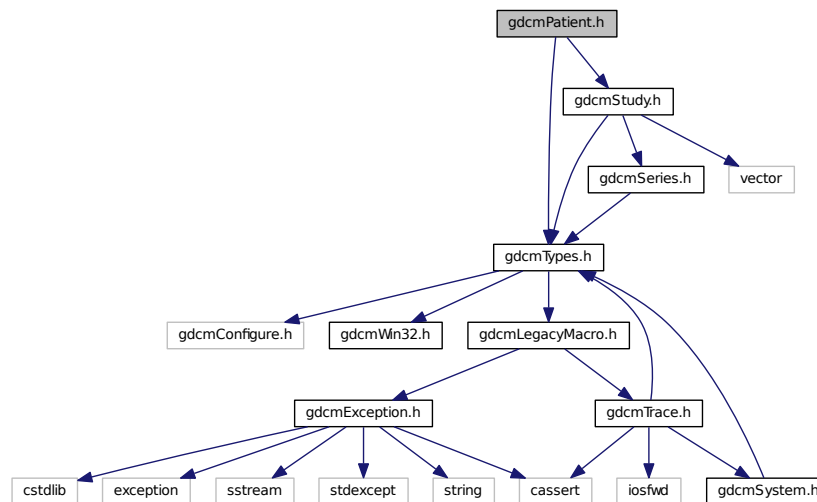 gdcmPatient.h
gdcmStudy.h
gdcmSeries.h
vector
gdcmTypes.h
gdcmConfigure.h
gdcmWin32.h
gdcmLegacyMacro.h
gdcmException.h
gdcmTrace.h
cstdlib
exception
sstream
stdexcept
string
cassert
iosfwd
gdcmSystem.h